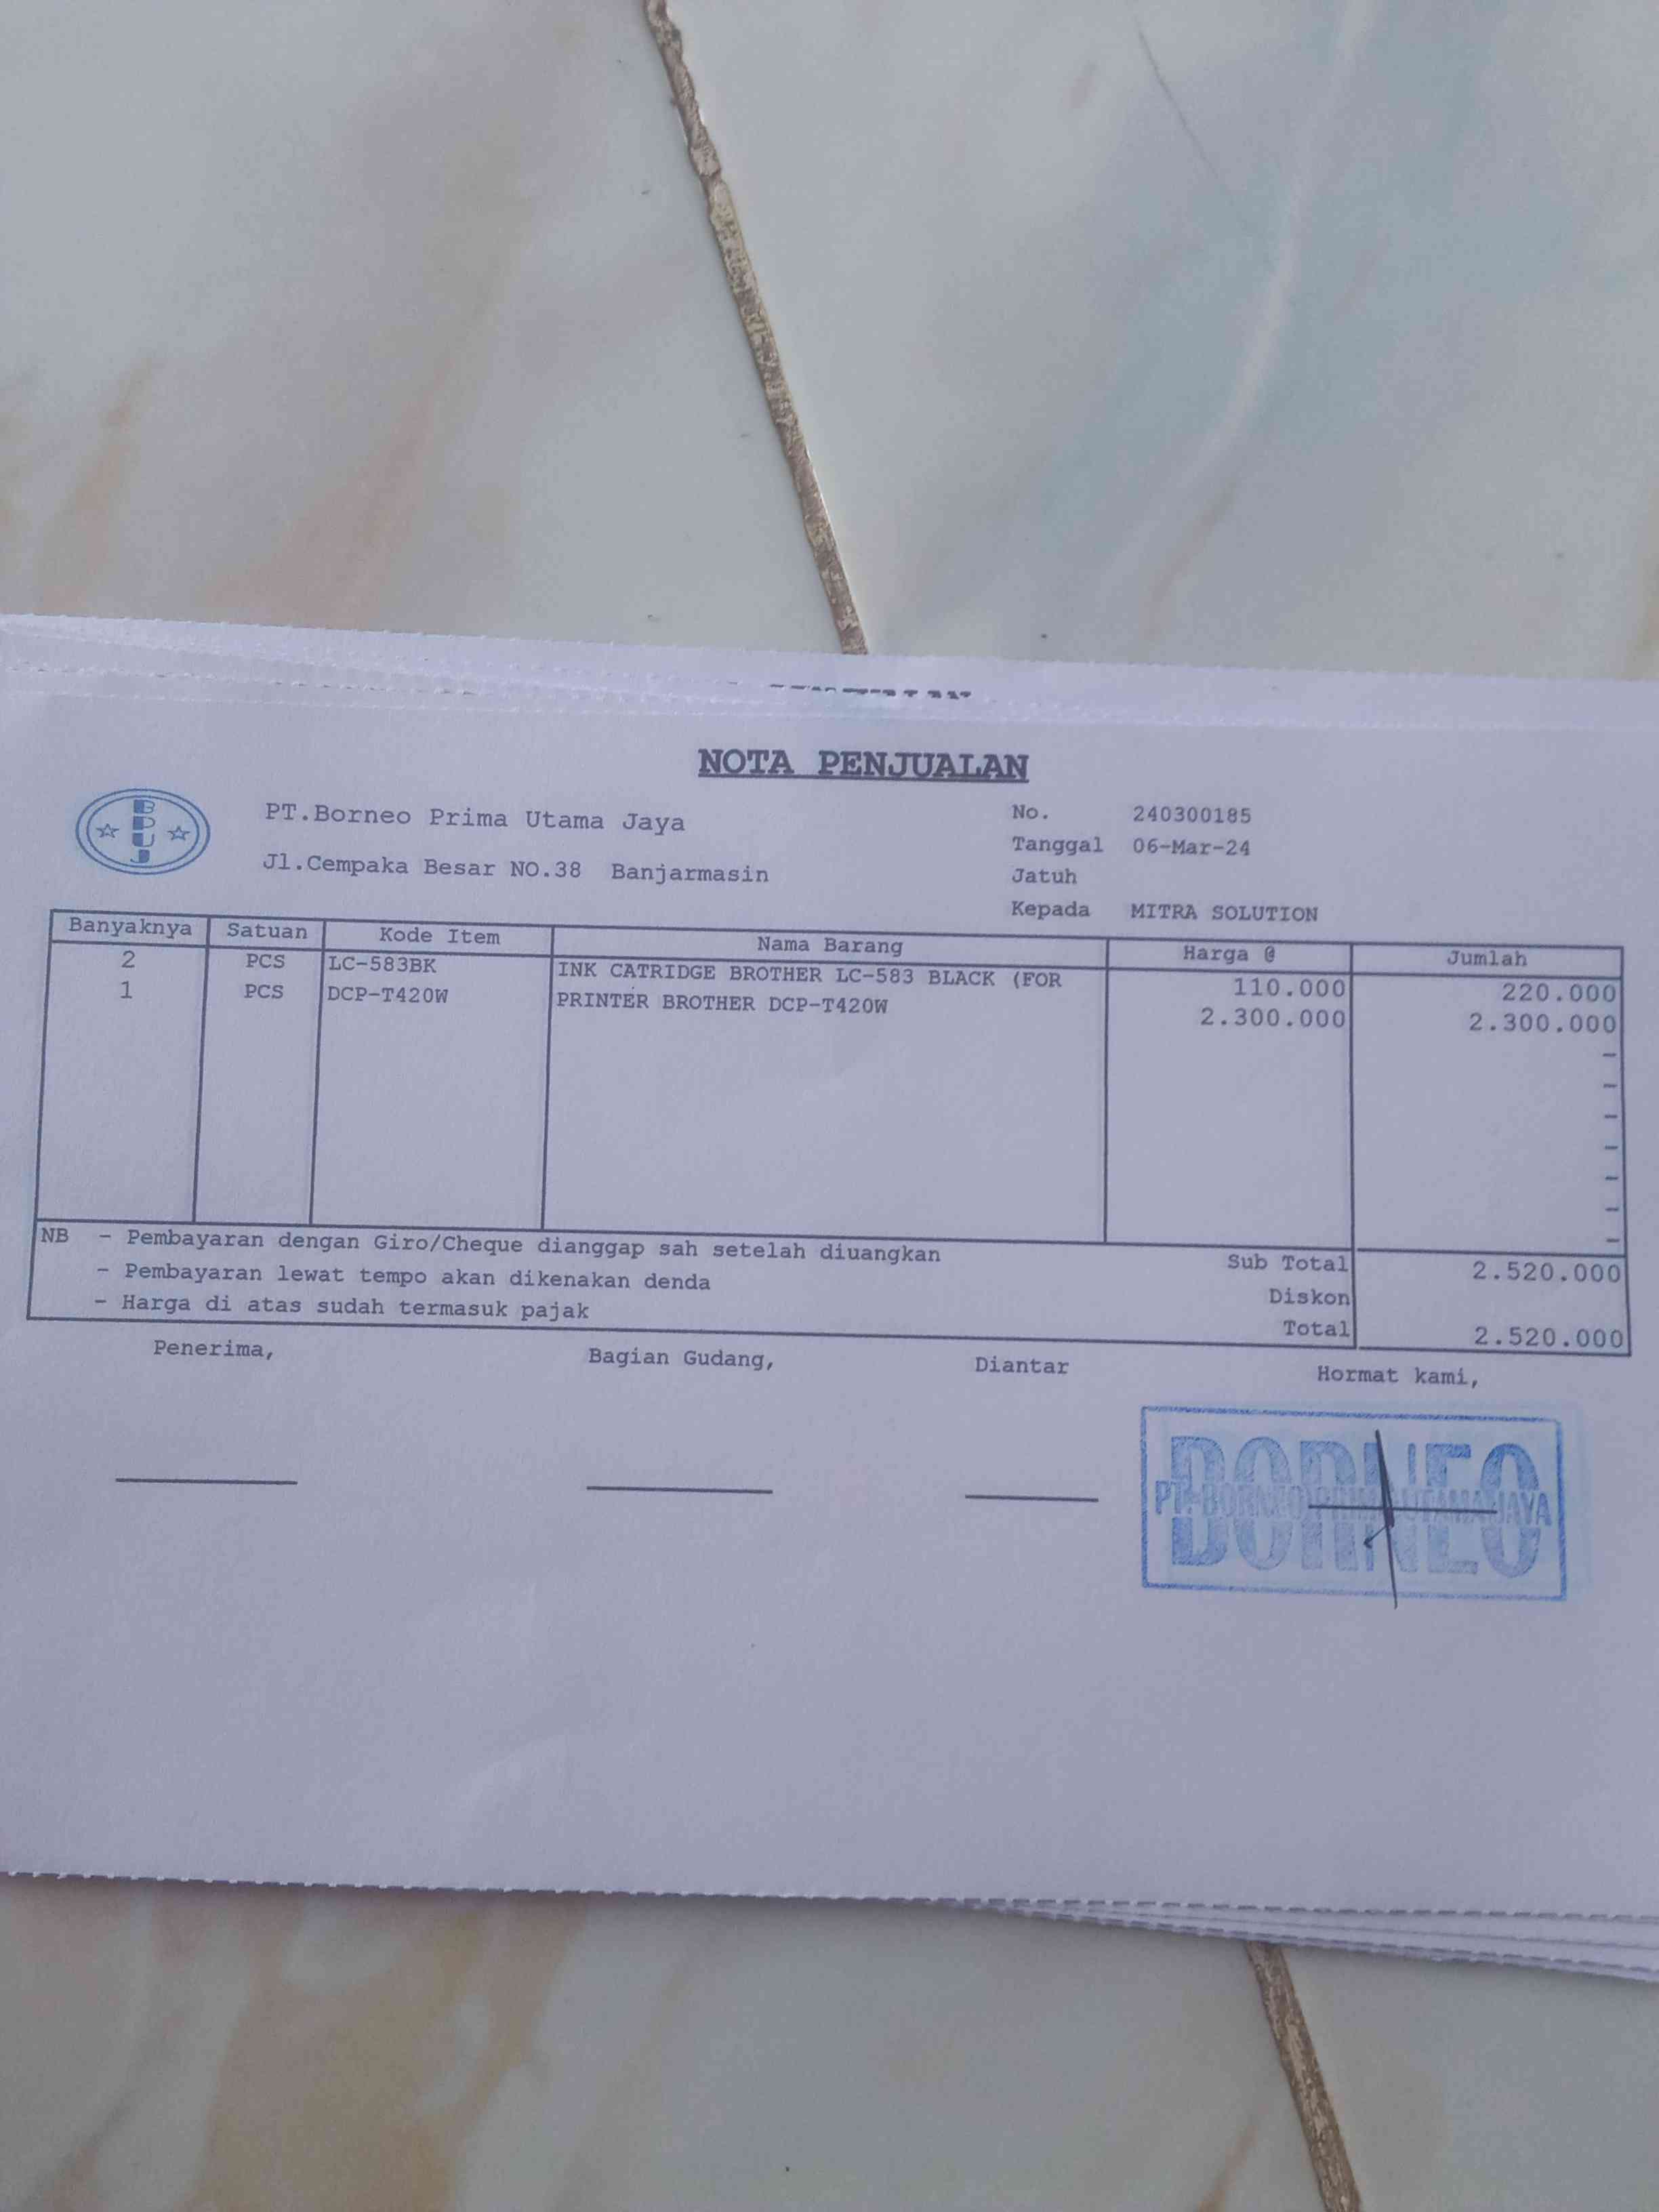 NOTA PENJUALAN
BPUJ
PT.Borneo Prima Utama Jaya
Jl.Cempaka Besar NO.38 Banjarmasin
No. 240300185
Tanggal 06-Mar-24
Jatuh
Kepada MITRA SOLUTION
Banyaknya Satuan Kode Item Nama Barang Harga @ Jumlah
2 PCS LC-583BK INK CATRIDGE BROTHER LC-583 BLACK (FOR 110.000 220.000
1 PCS DCP-T420W PRINTER BROTHER DCP-T420W 2.300.000 2.300.000
-
-
-
-
-
-
-
NB - Pembayaran dengan Giro/Cheque dianggap sah setelah diuangkan
- Pembayaran lewat tempo akan dikenakan denda
- Harga di atas sudah termasuk pajak
Sub Total 2.520.000
Diskon
Total 2.520.000
Penerima, Bagian Gudang, Diantar Hormat kami,
BORNEO
PT. BORNEO PRIMA UTAMA JAYA